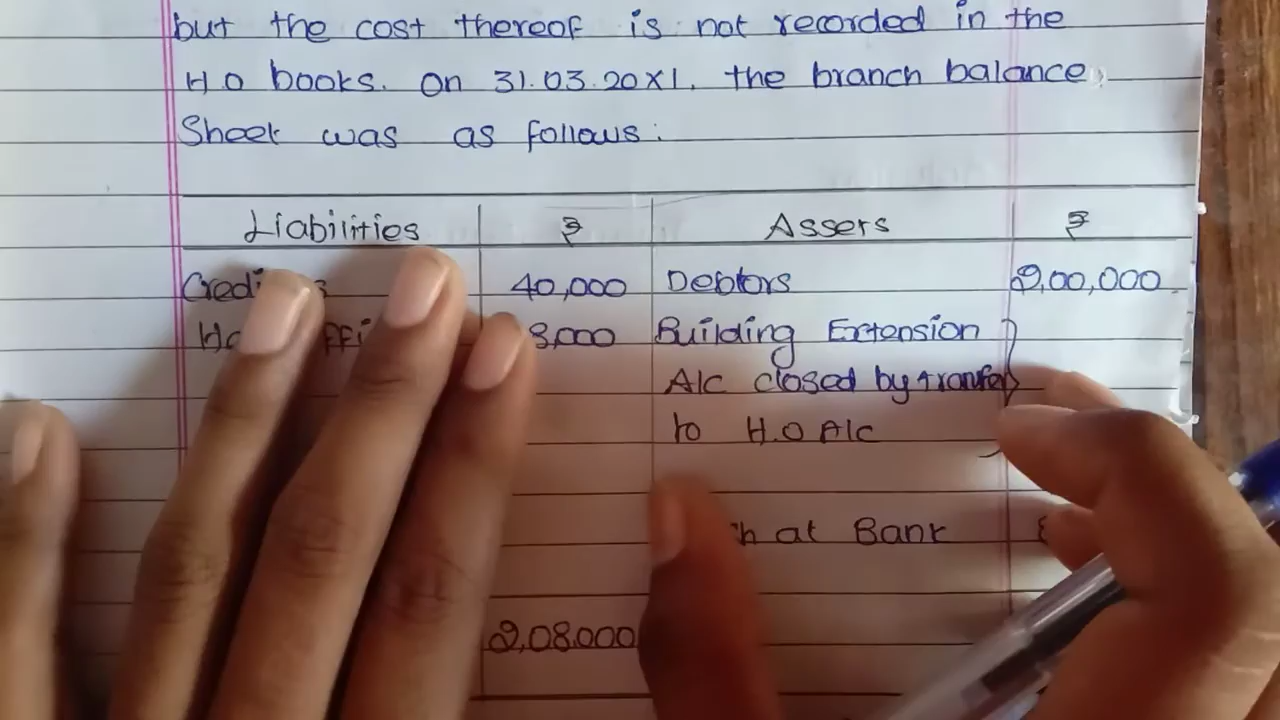 but the cost thereof is not recorded in the
H O books. On 31.03.20X1, the branch balance
Sheet was as follows:
Liabilities ₹ Assers ₹
40,000 Debtors 2,00,000
8,000 Building Extension
A/c closed by tranfer
to H.O A/c
at Bank
2,08,000